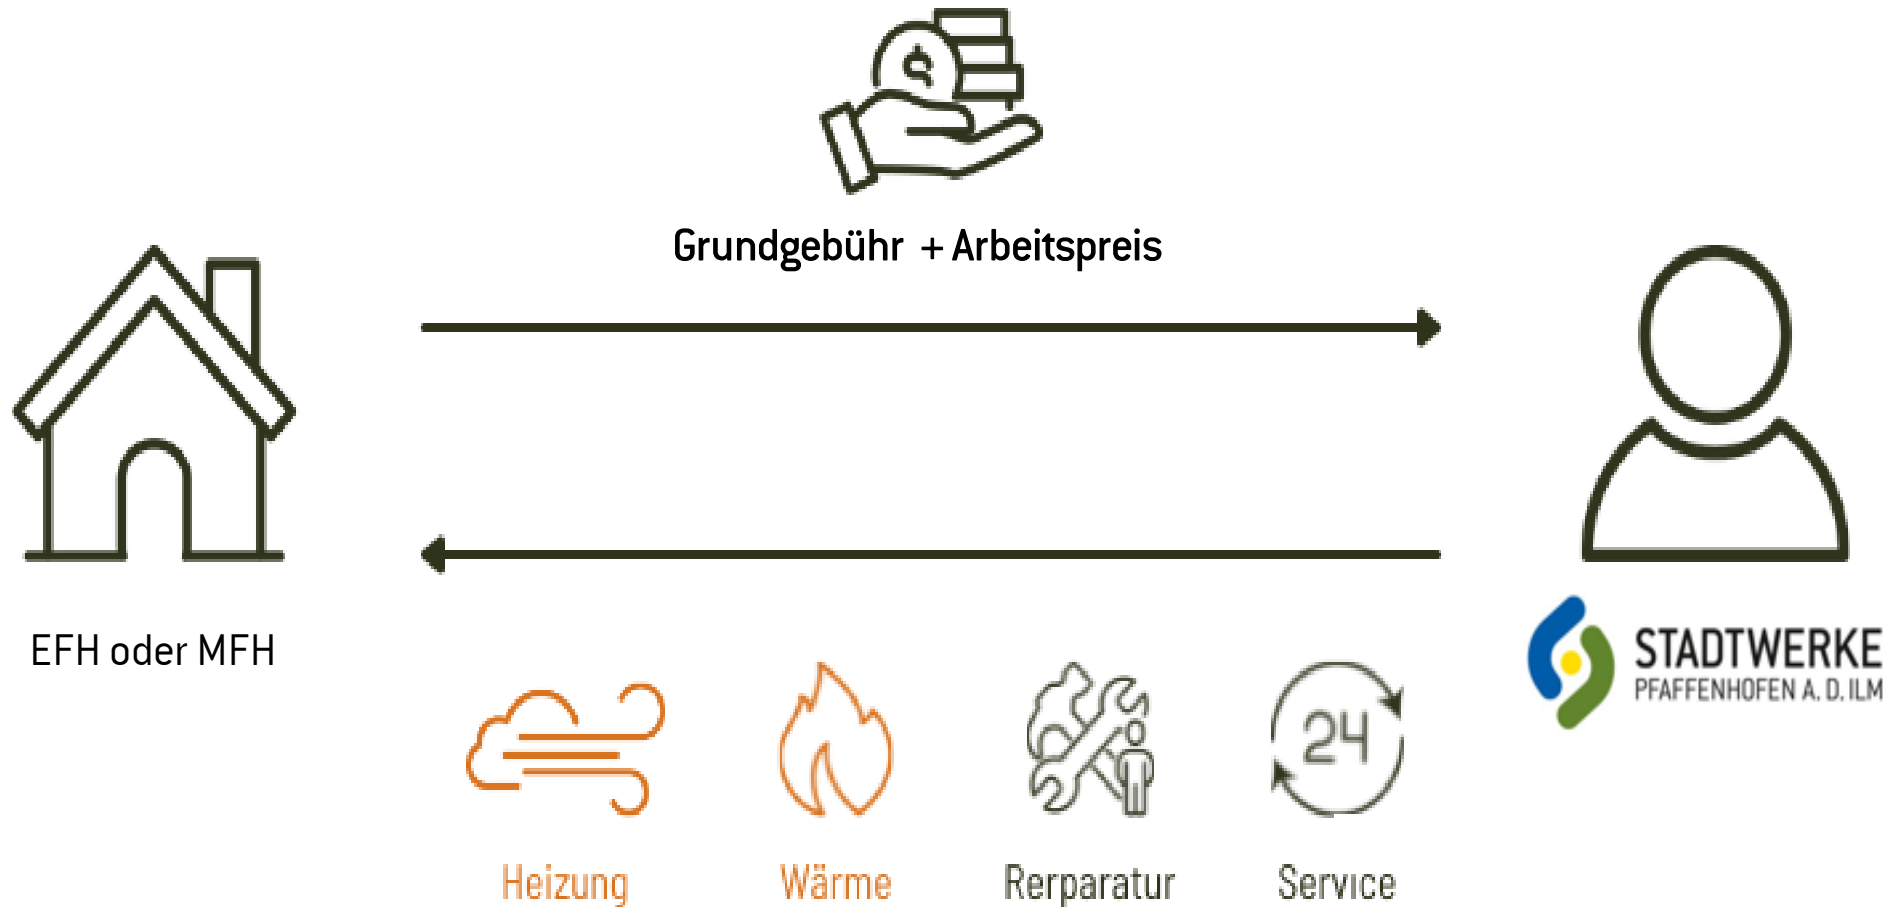 $
Grundgebühr + Arbeitspreis
EFH oder MFH
STADTWERKE
PFAFFENHOFEN A. D. ILM
24
Heizung
Wärme
Rerparatur
Service